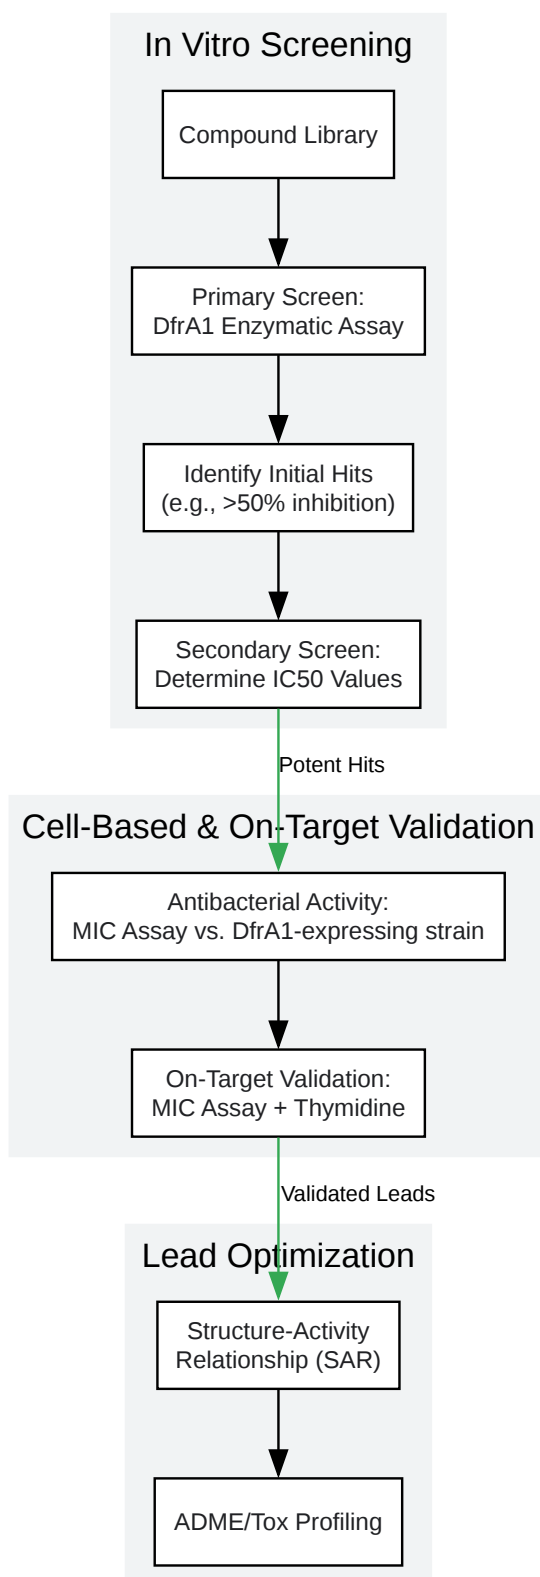 In Vitro Screening
Compound Library
Primary Screen:
DfrA1 Enzymatic Assay
Identify Initial Hits
(e.g., >50% inhibition)
Secondary Screen:
Determine IC50 Values
Potent Hits
Cell-Based & On-Target Validation
Antibacterial Activity:
MIC Assay vs. DfrA1-expressing strain
On-Target Validation:
MIC Assay + Thymidine
Validated Leads
Lead Optimization
Structure-Activity
Relationship (SAR)
ADME/Tox Profiling